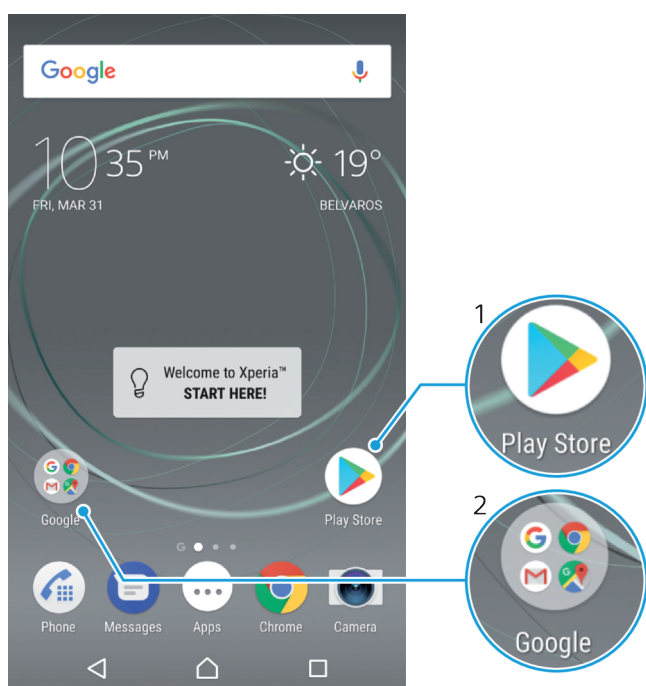 Google
10 35 PM
19°
FRI, MAR 31
BELVAROS
Welcome to Xperia™
START HERE!
1
Play Store
G
M
G
Google
Play Store
2
G
M
G
Google
G
Phone
Messages
Apps
Chrome
Camera